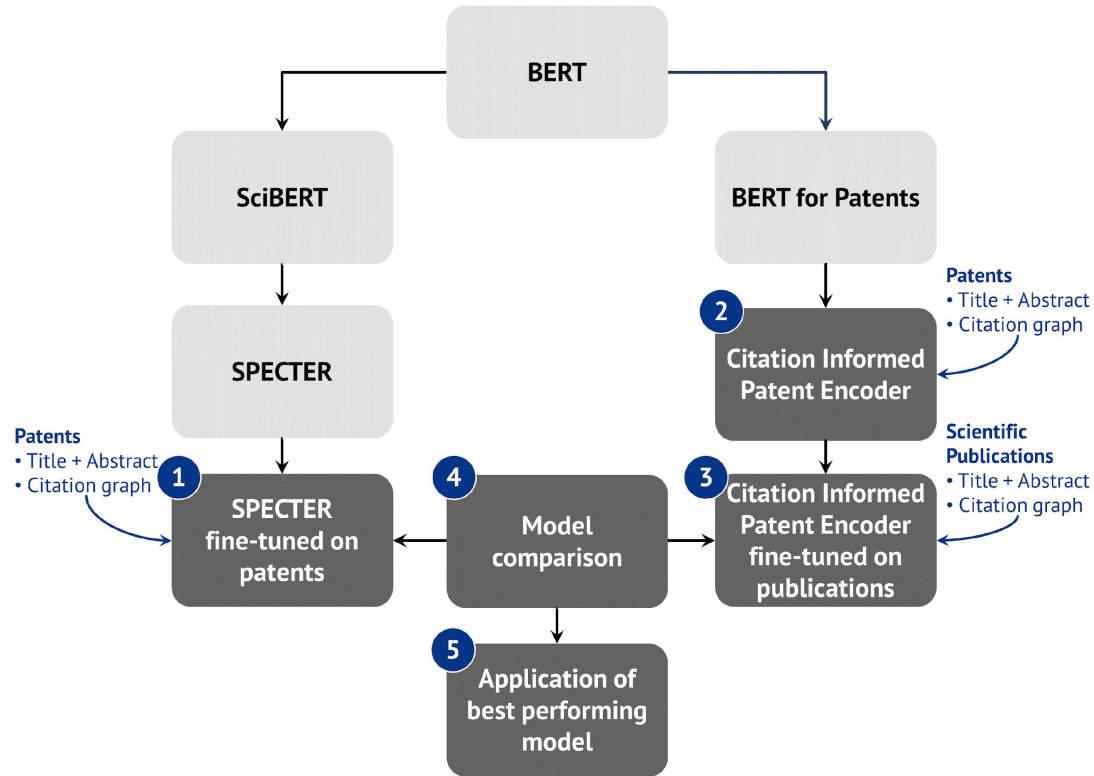 BERT
SciBERT
BERT for Patents
Patents
• Title + Abstract
• Citation graph
2
Citation Informed
Patent Encoder
SPECTER
Patents
• Title + Abstract
• Citation graph
1
SPECTER
fine-tuned on
patents
4
Model
comparison
3
Citation Informed
Patent Encoder
fine-tuned on
publications
Scientific
Publications
• Title + Abstract
• Citation graph
5
Application of
best performing
model